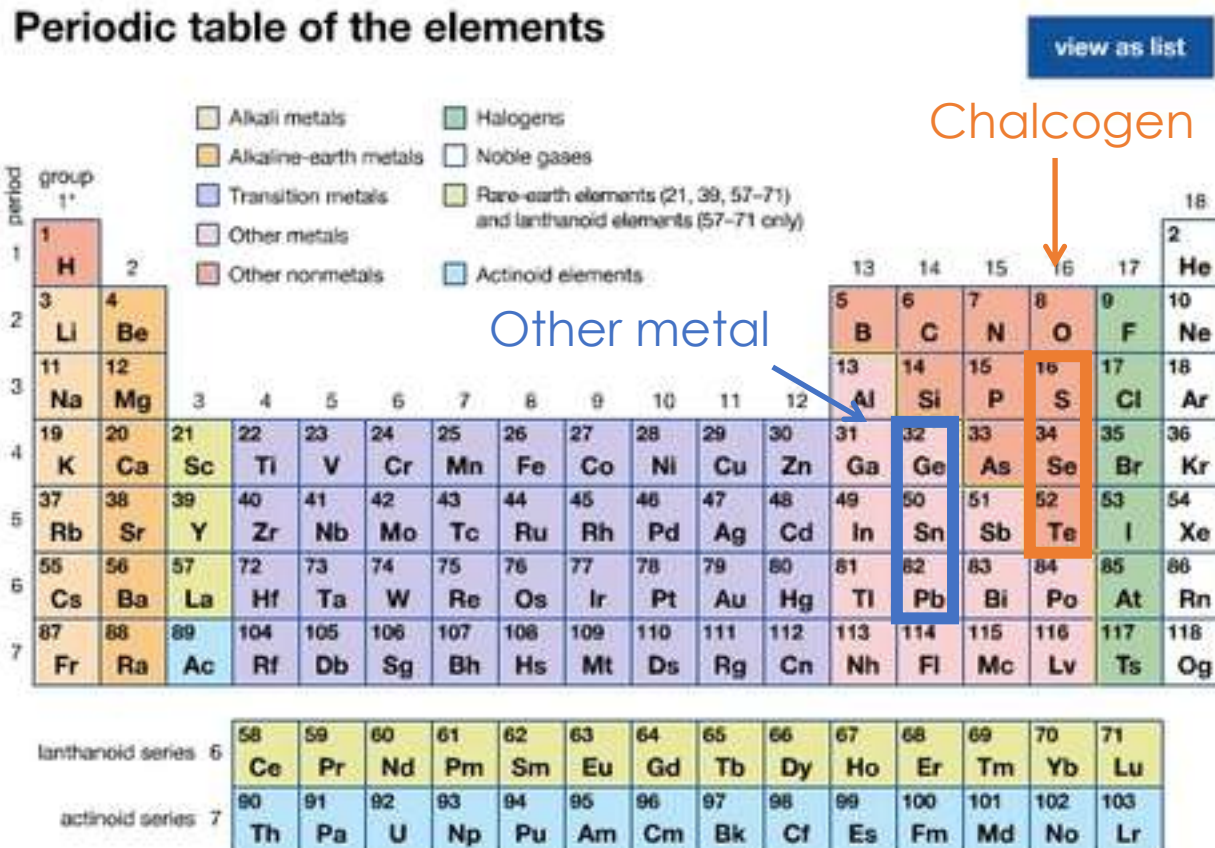 Periodic table of the elements
view as list
Chalcogen
Alkali metals
Halogens
Alkaline-earth metals
Noble gases
Transition metals
Rare-earth elements (21, 39, 57–71)
and lanthanoid elements (57–71 only)
Other metals
Other nonmetals
Actinoid elements
Other metal
period
group
1* 18
1 1 2
H 2 13 14 15 16 17 He
2 3 4 5 6 7 8 9 10
Li Be B C N O F Ne
3 11 12 13 14 15 16 17 18
Na Mg 3 4 5 6 7 8 9 10 11 12 Al Si P S Cl Ar
4 19 20 21 22 23 24 25 26 27 28 29 30 31 32 33 34 35 36
K Ca Sc Ti V Cr Mn Fe Co Ni Cu Zn Ga Ge As Se Br Kr
5 37 38 39 40 41 42 43 44 45 46 47 48 49 50 51 52 53 54
Rb Sr Y Zr Nb Mo Tc Ru Rh Pd Ag Cd In Sn Sb Te I Xe
6 55 56 57 72 73 74 75 76 77 78 79 80 81 82 83 84 85 86
Cs Ba La Hf Ta W Re Os Ir Pt Au Hg Tl Pb Bi Po At Rn
6
7 87 88 89 104 105 106 107 108 109 110 111 112 113 114 115 116 117 118
Fr Ra Ac Rf Db Sg Bh Hs Mt Ds Rg Cn Nh Fl Mc Lv Ts Og
lanthanoid series 6 58 59 60 61 62 63 64 65 66 67 68 69 70 71
Ce Pr Nd Pm Sm Eu Gd Tb Dy Ho Er Tm Yb Lu
actinoid series 7 90 91 92 93 94 95 96 97 98 99 100 101 102 103
Th Pa U Np Pu Am Cm Bk Cf Es Fm Md No Lr